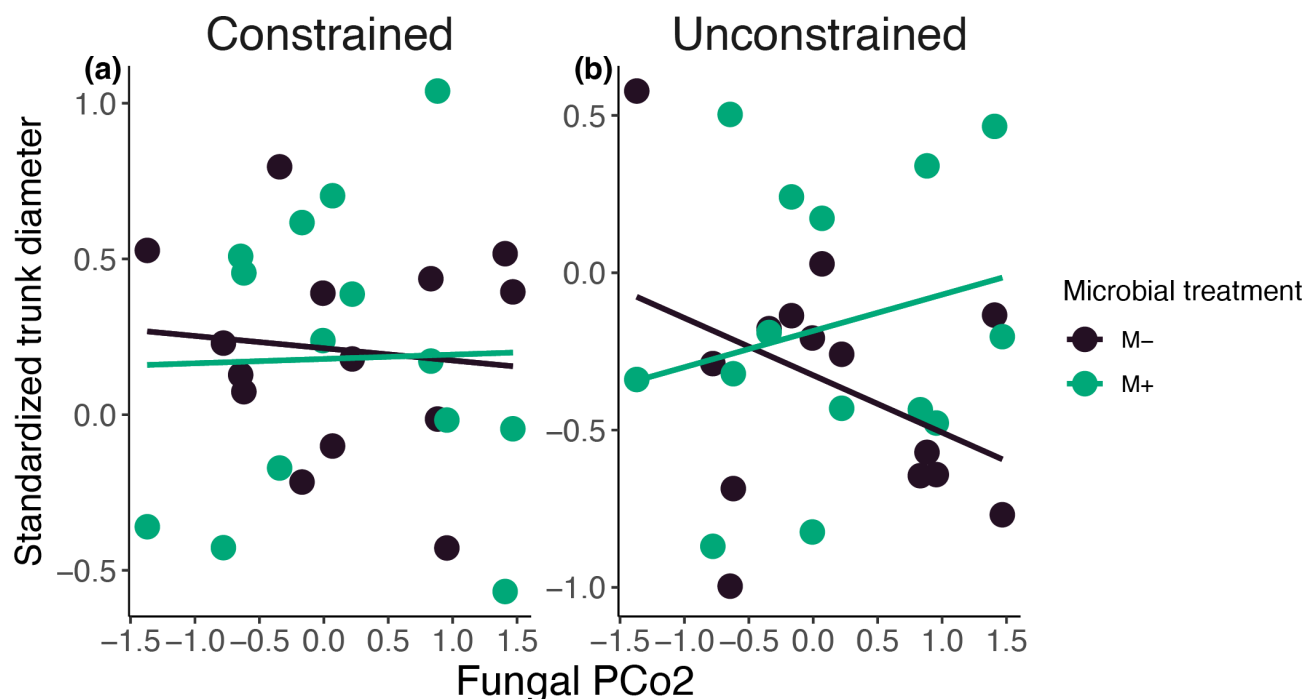 Constrained
Unconstrained
(a)
(b)
Standardized trunk diameter
1.0
0.5
0.0
−0.5
0.5
0.0
−0.5
−1.0
−1.5 −1.0 −0.5 0.0 0.5 1.0 1.5
−1.5 −1.0 −0.5 0.0 0.5 1.0 1.5
Fungal PCo2
Microbial treatment
M−
M+